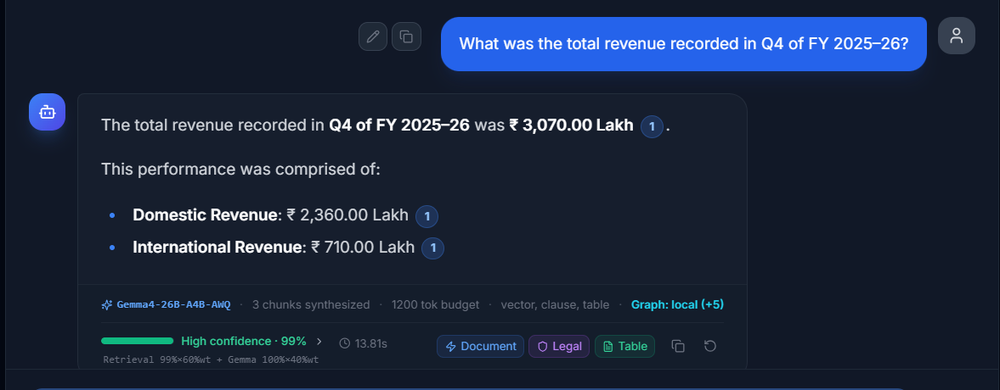 What was the total revenue recorded in Q4 of FY 2025–26?
The total revenue recorded in Q4 of FY 2025–26 was ₹ 3,070.00 Lakh 1 .
This performance was comprised of:
• Domestic Revenue: ₹ 2,360.00 Lakh 1
• International Revenue: ₹ 710.00 Lakh 1
Gemma4-26B-A4B-AWQ · 3 chunks synthesized · 1200 tok budget · vector, clause, table · Graph: local (+5)
High confidence · 99% > 13.81s Document Legal Table
Retrieval 99%×60%wt + Gemma 100%×40%wt